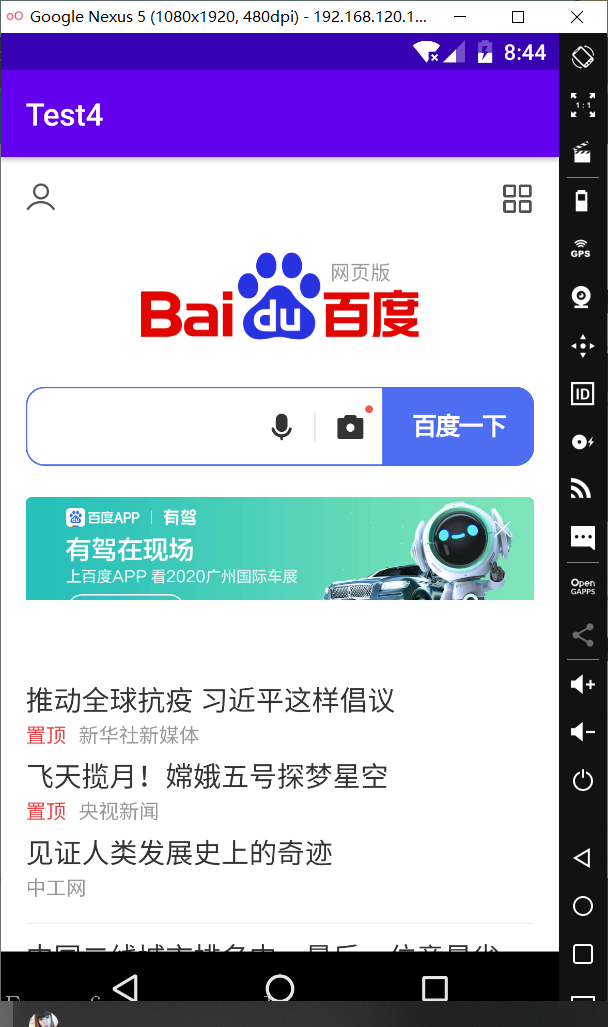 Google Nexus 5 (1080x1920, 480dpi) - 192.168.120.1...
8:44
Test4
1:1
GPS
ID
Open
GAPPS
网页版
Bai du 百度
百度一下
百度APP 有驾
有驾在现场
上百度APP 看2020广州国际车展
推动全球抗疫 习近平这样倡议
置顶 新华社新媒体
飞天揽月！嫦娥五号探梦星空
置顶 央视新闻
见证人类发展史上的奇迹
中工网